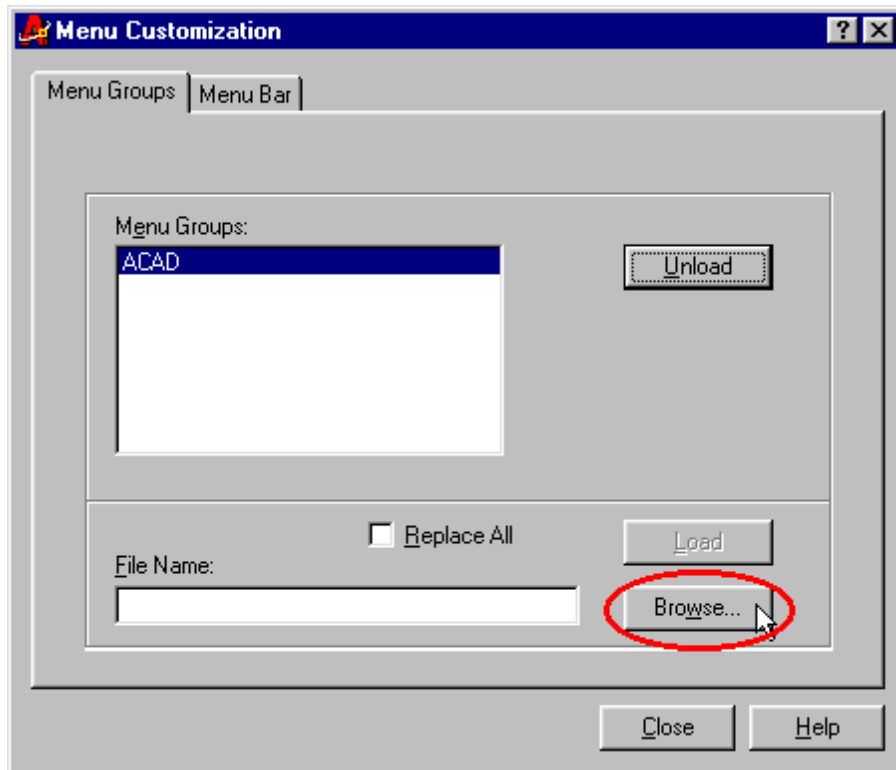 Menu Customization
Menu Groups
Menu Bar
Menu Groups:
ACAD
Unload
Replace All
Load
File Name:
Browse...
Close
Help